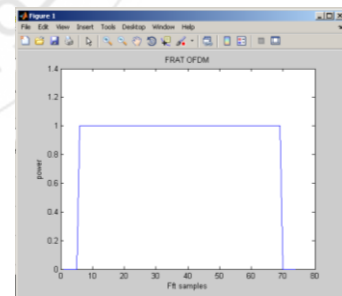 Figure 1
File Edit View Insert Tools Desktop Window Help
FRAT OFDM
1.4
1.2
1
0.8
0.6
0.4
0.2
0
power
0 10 20 30 40 50 60 70 80
Fft samples